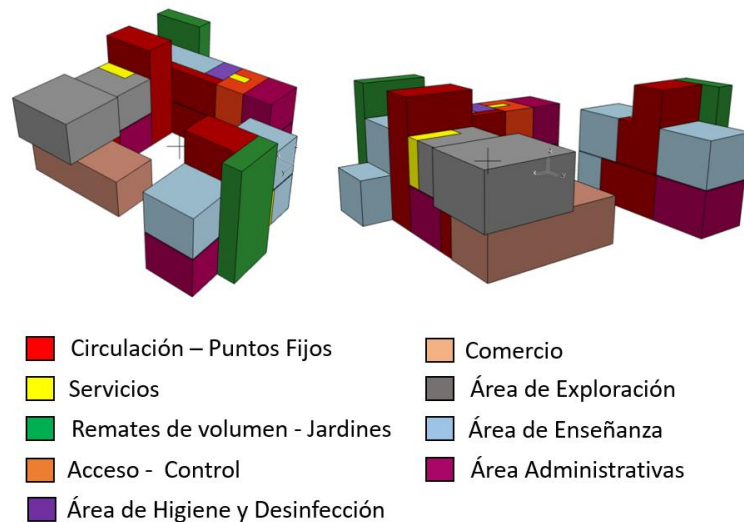 Circulación – Puntos Fijos
Servicios
Remates de volumen - Jardines
Acceso - Control
Área de Higiene y Desinfección
Comercio
Área de Exploración
Área de Enseñanza
Área Administrativas